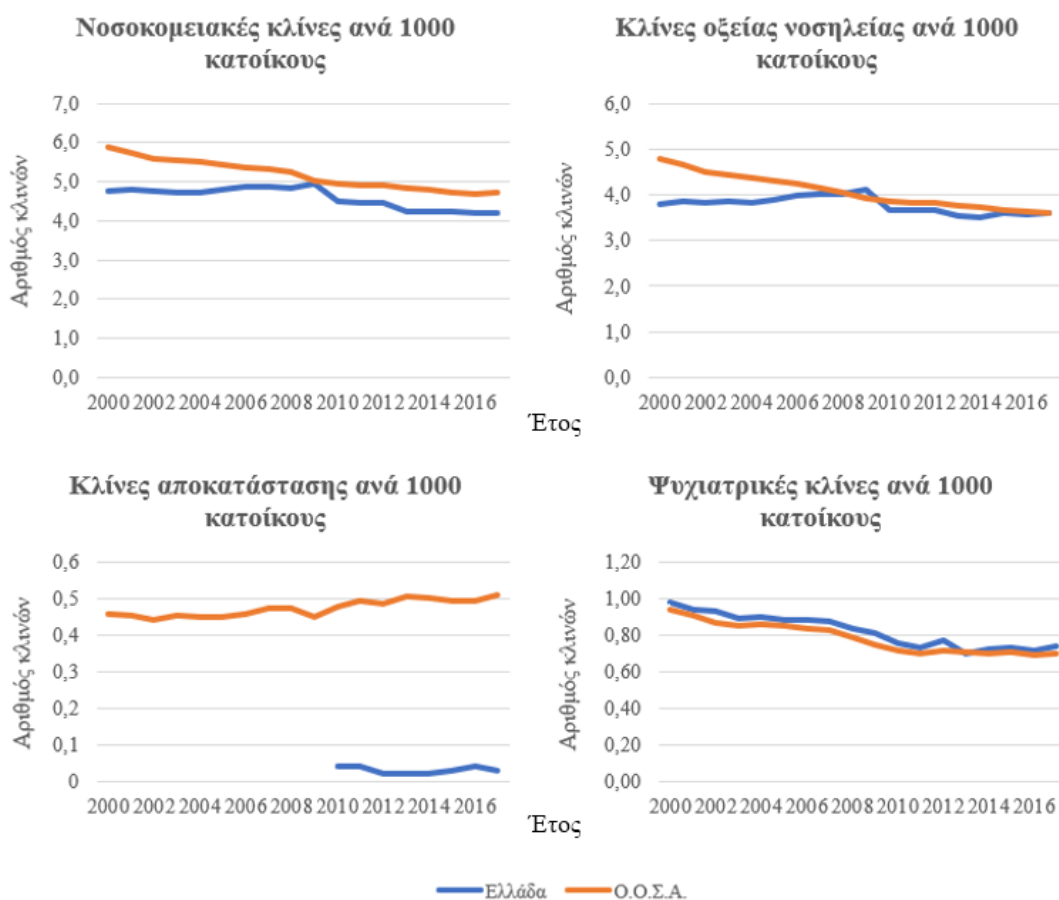 Νοσοκομειακές κλίνες ανά 1000
κατοίκους
Αριθμός κλινών
7,0
6,0
5,0
4,0
3,0
2,0
1,0
0,0
2000 2002 2004 2006 2008 2010 2012 2014 2016
Κλίνες οξείας νοσηλείας ανά 1000
κατοίκους
Αριθμός κλινών
6,0
5,0
4,0
3,0
2,0
1,0
0,0
2000 2002 2004 2006 2008 2010 2012 2014 2016
Έτος
Κλίνες αποκατάστασης ανά 1000
κατοίκους
Αριθμός κλινών
0,6
0,5
0,4
0,3
0,2
0,1
0
2000 2002 2004 2006 2008 2010 2012 2014 2016
Ψυχιατρικές κλίνες ανά 1000
κατοίκους
Αριθμός κλινών
1,20
1,00
0,80
0,60
0,40
0,20
0,00
2000 2002 2004 2006 2008 2010 2012 2014 2016
Έτος
Ελλάδα Ο.Ο.Σ.Α.